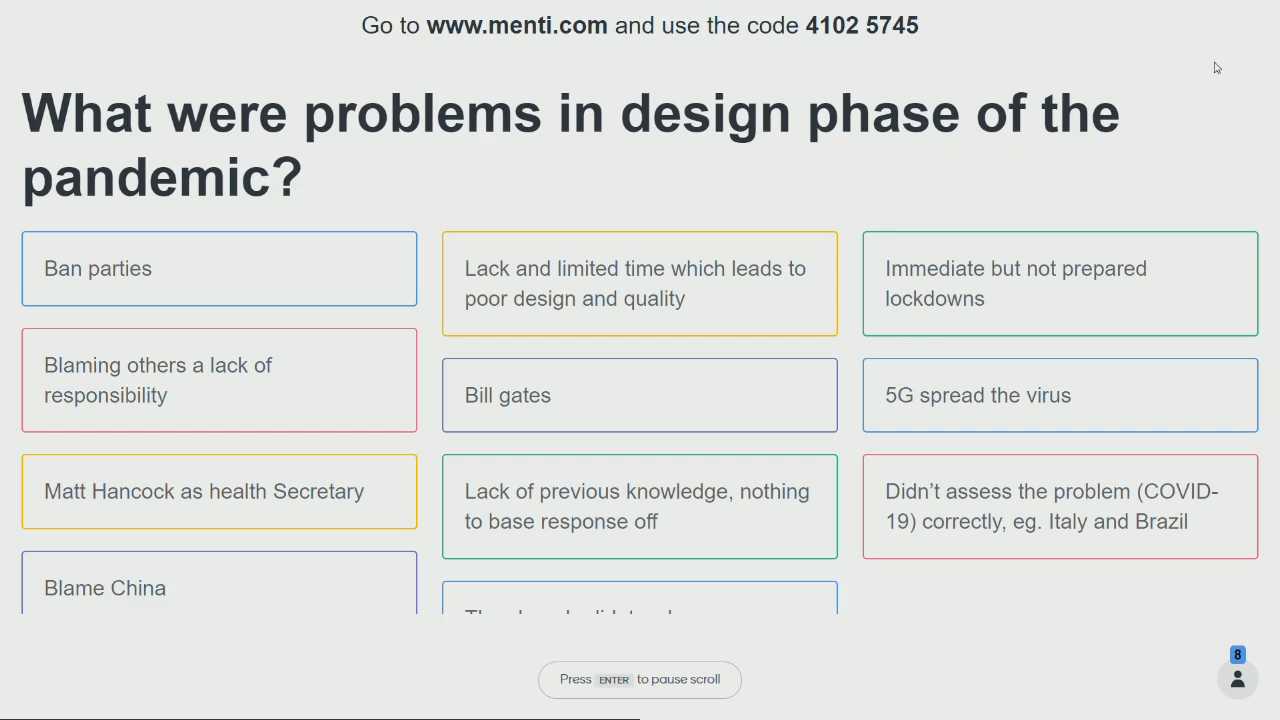 Go to www.menti.com and use the code 4102 5745
What were problems in design phase of the
pandemic?
Ban parties
Blaming others a lack of
responsibility
Matt Hancock as health Secretary
Blame China
Lack and limited time which leads to
poor design and quality
Bill gates
Lack of previous knowledge, nothing
to base response off
Immediate but not prepared
lockdowns
5G spread the virus
Didn’t assess the problem (COVID-
19) correctly, eg. Italy and Brazil
Press ENTER to pause scroll
8